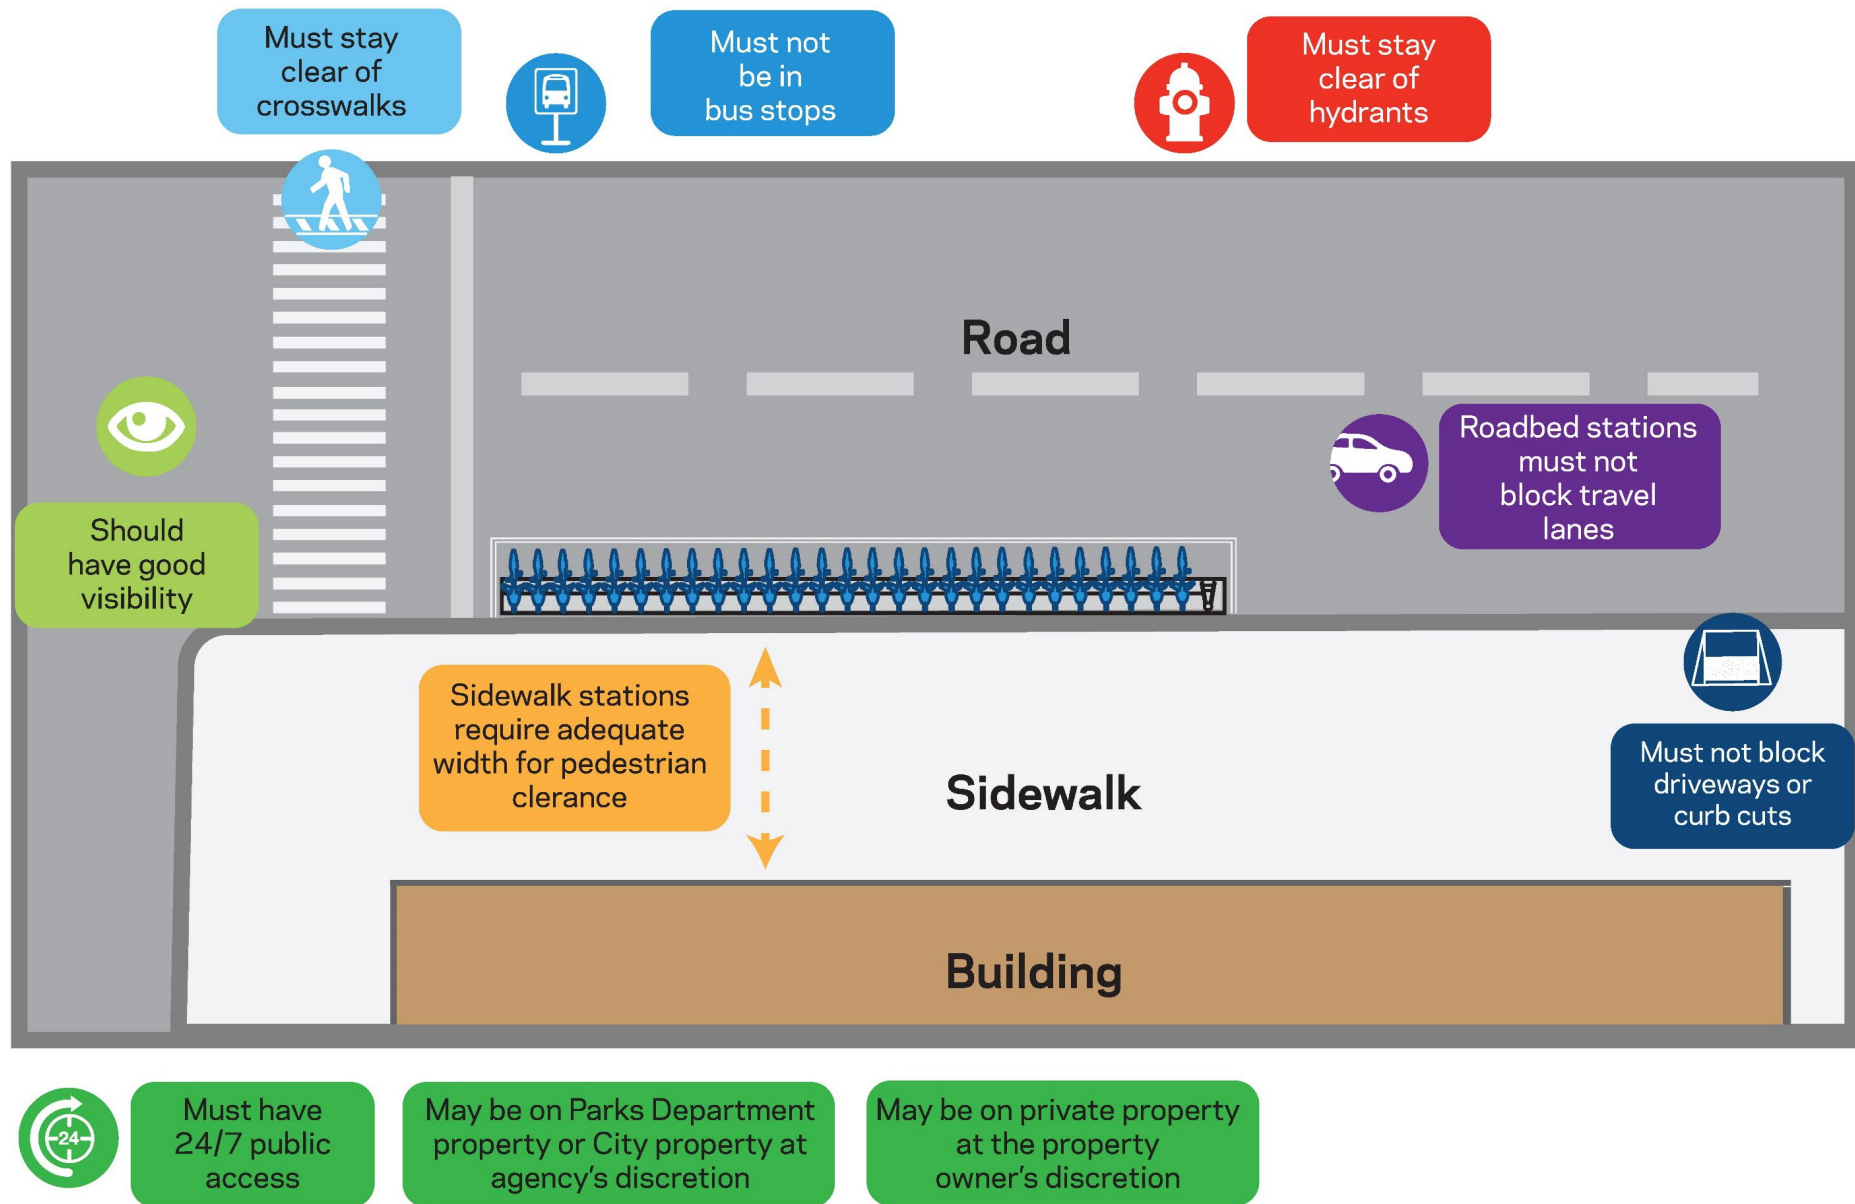 Must stay
clear of
crosswalks
Must not
be in
bus stops
Must stay
clear of
hydrants
Road
Roadbed stations
must not
block travel
lanes
Should
have good
visibility
Sidewalk stations
require adequate
width for pedestrian
clerance
Sidewalk
Must not block
driveways or
curb cuts
Building
24
Must have
24/7 public
access
May be on Parks Department
property or City property at
agency's discretion
May be on private property
at the property
owner's discretion